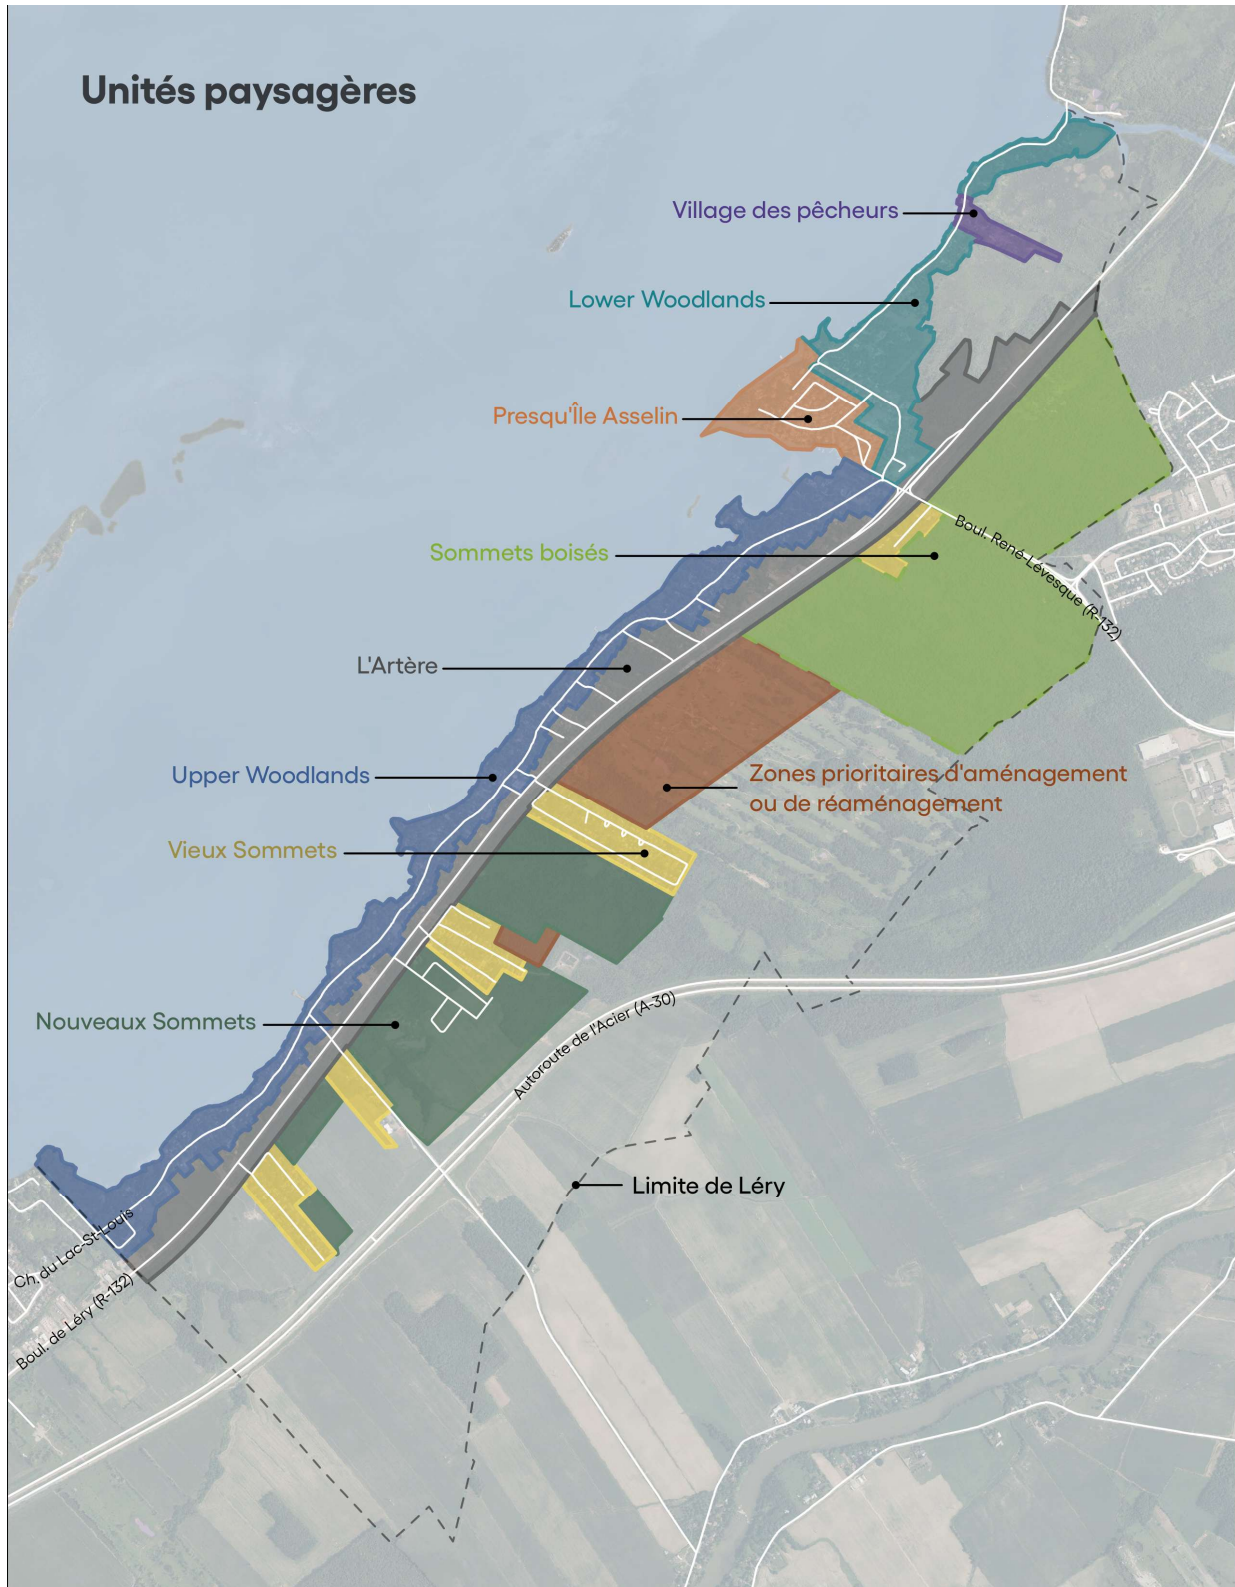 Unités paysagères
Village des pêcheurs
Lower Woodlands
Presqu'Île Asselin
Boul. René-Lévesque (R-132)
Sommets boisés
L'Artère
Upper Woodlands
Zones prioritaires d'aménagement
ou de réaménagement
Vieux Sommets
Nouveaux Sommets
Autoroute de l'Acier (A-30)
Limite de Léry
Ch. du Lac-St-Louis
Boul. de Léry (R-132)